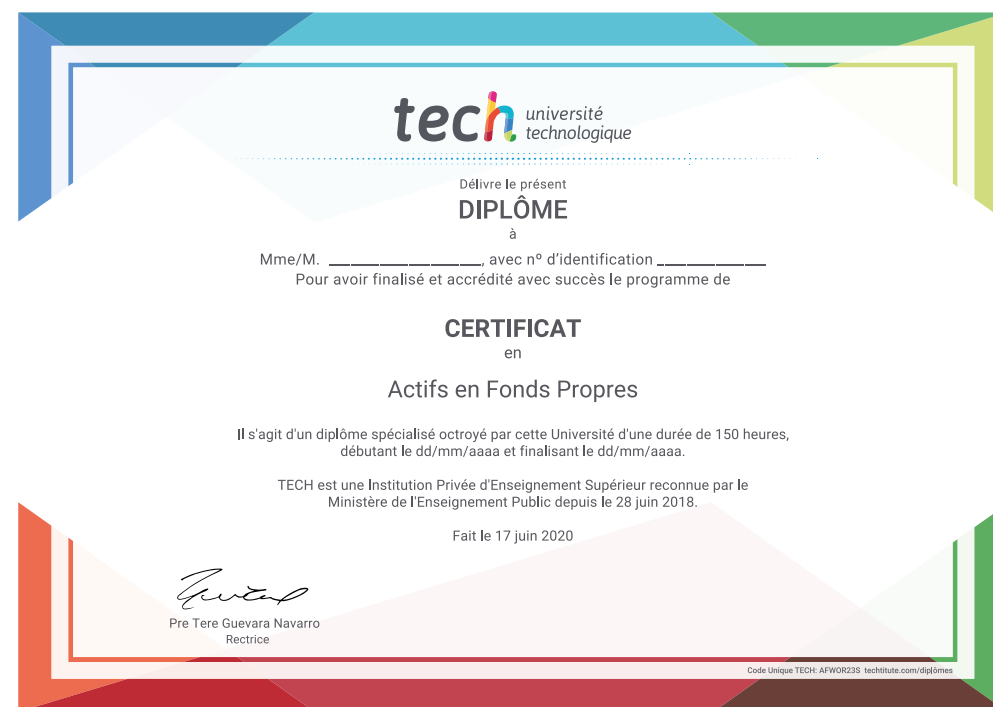 tech université
technologique
Délivre le présent
DIPLÔME
à
Mme/M. ____________________, avec nº d'identification ______________
Pour avoir finalisé et accrédité avec succès le programme de
CERTIFICAT
en
Actifs en Fonds Propres
Il s'agit d'un diplôme spécialisé octroyé par cette Université d'une durée de 150 heures,
débutant le dd/mm/aaaa et finalisant le dd/mm/aaaa.
TECH est une Institution Privée d'Enseignement Supérieur reconnue par le
Ministère de l'Enseignement Public depuis le 28 juin 2018.
Fait le 17 juin 2020
Pre Tere Guevara Navarro
Rectrice
Code Unique TECH: AFWOR23S techtitute.com/diplômes